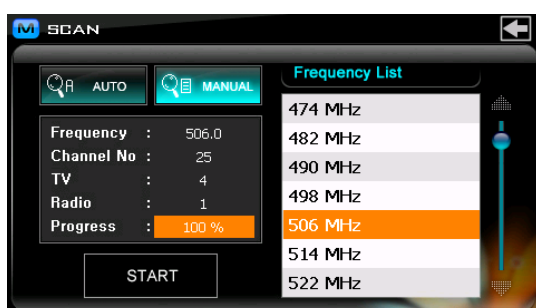 M SCAN
AUTO
MANUAL
Frequency : 506.0
Channel No : 25
TV : 4
Radio : 1
Progress : 100 %
START
Frequency List
474 MHz
482 MHz
490 MHz
498 MHz
506 MHz
514 MHz
522 MHz